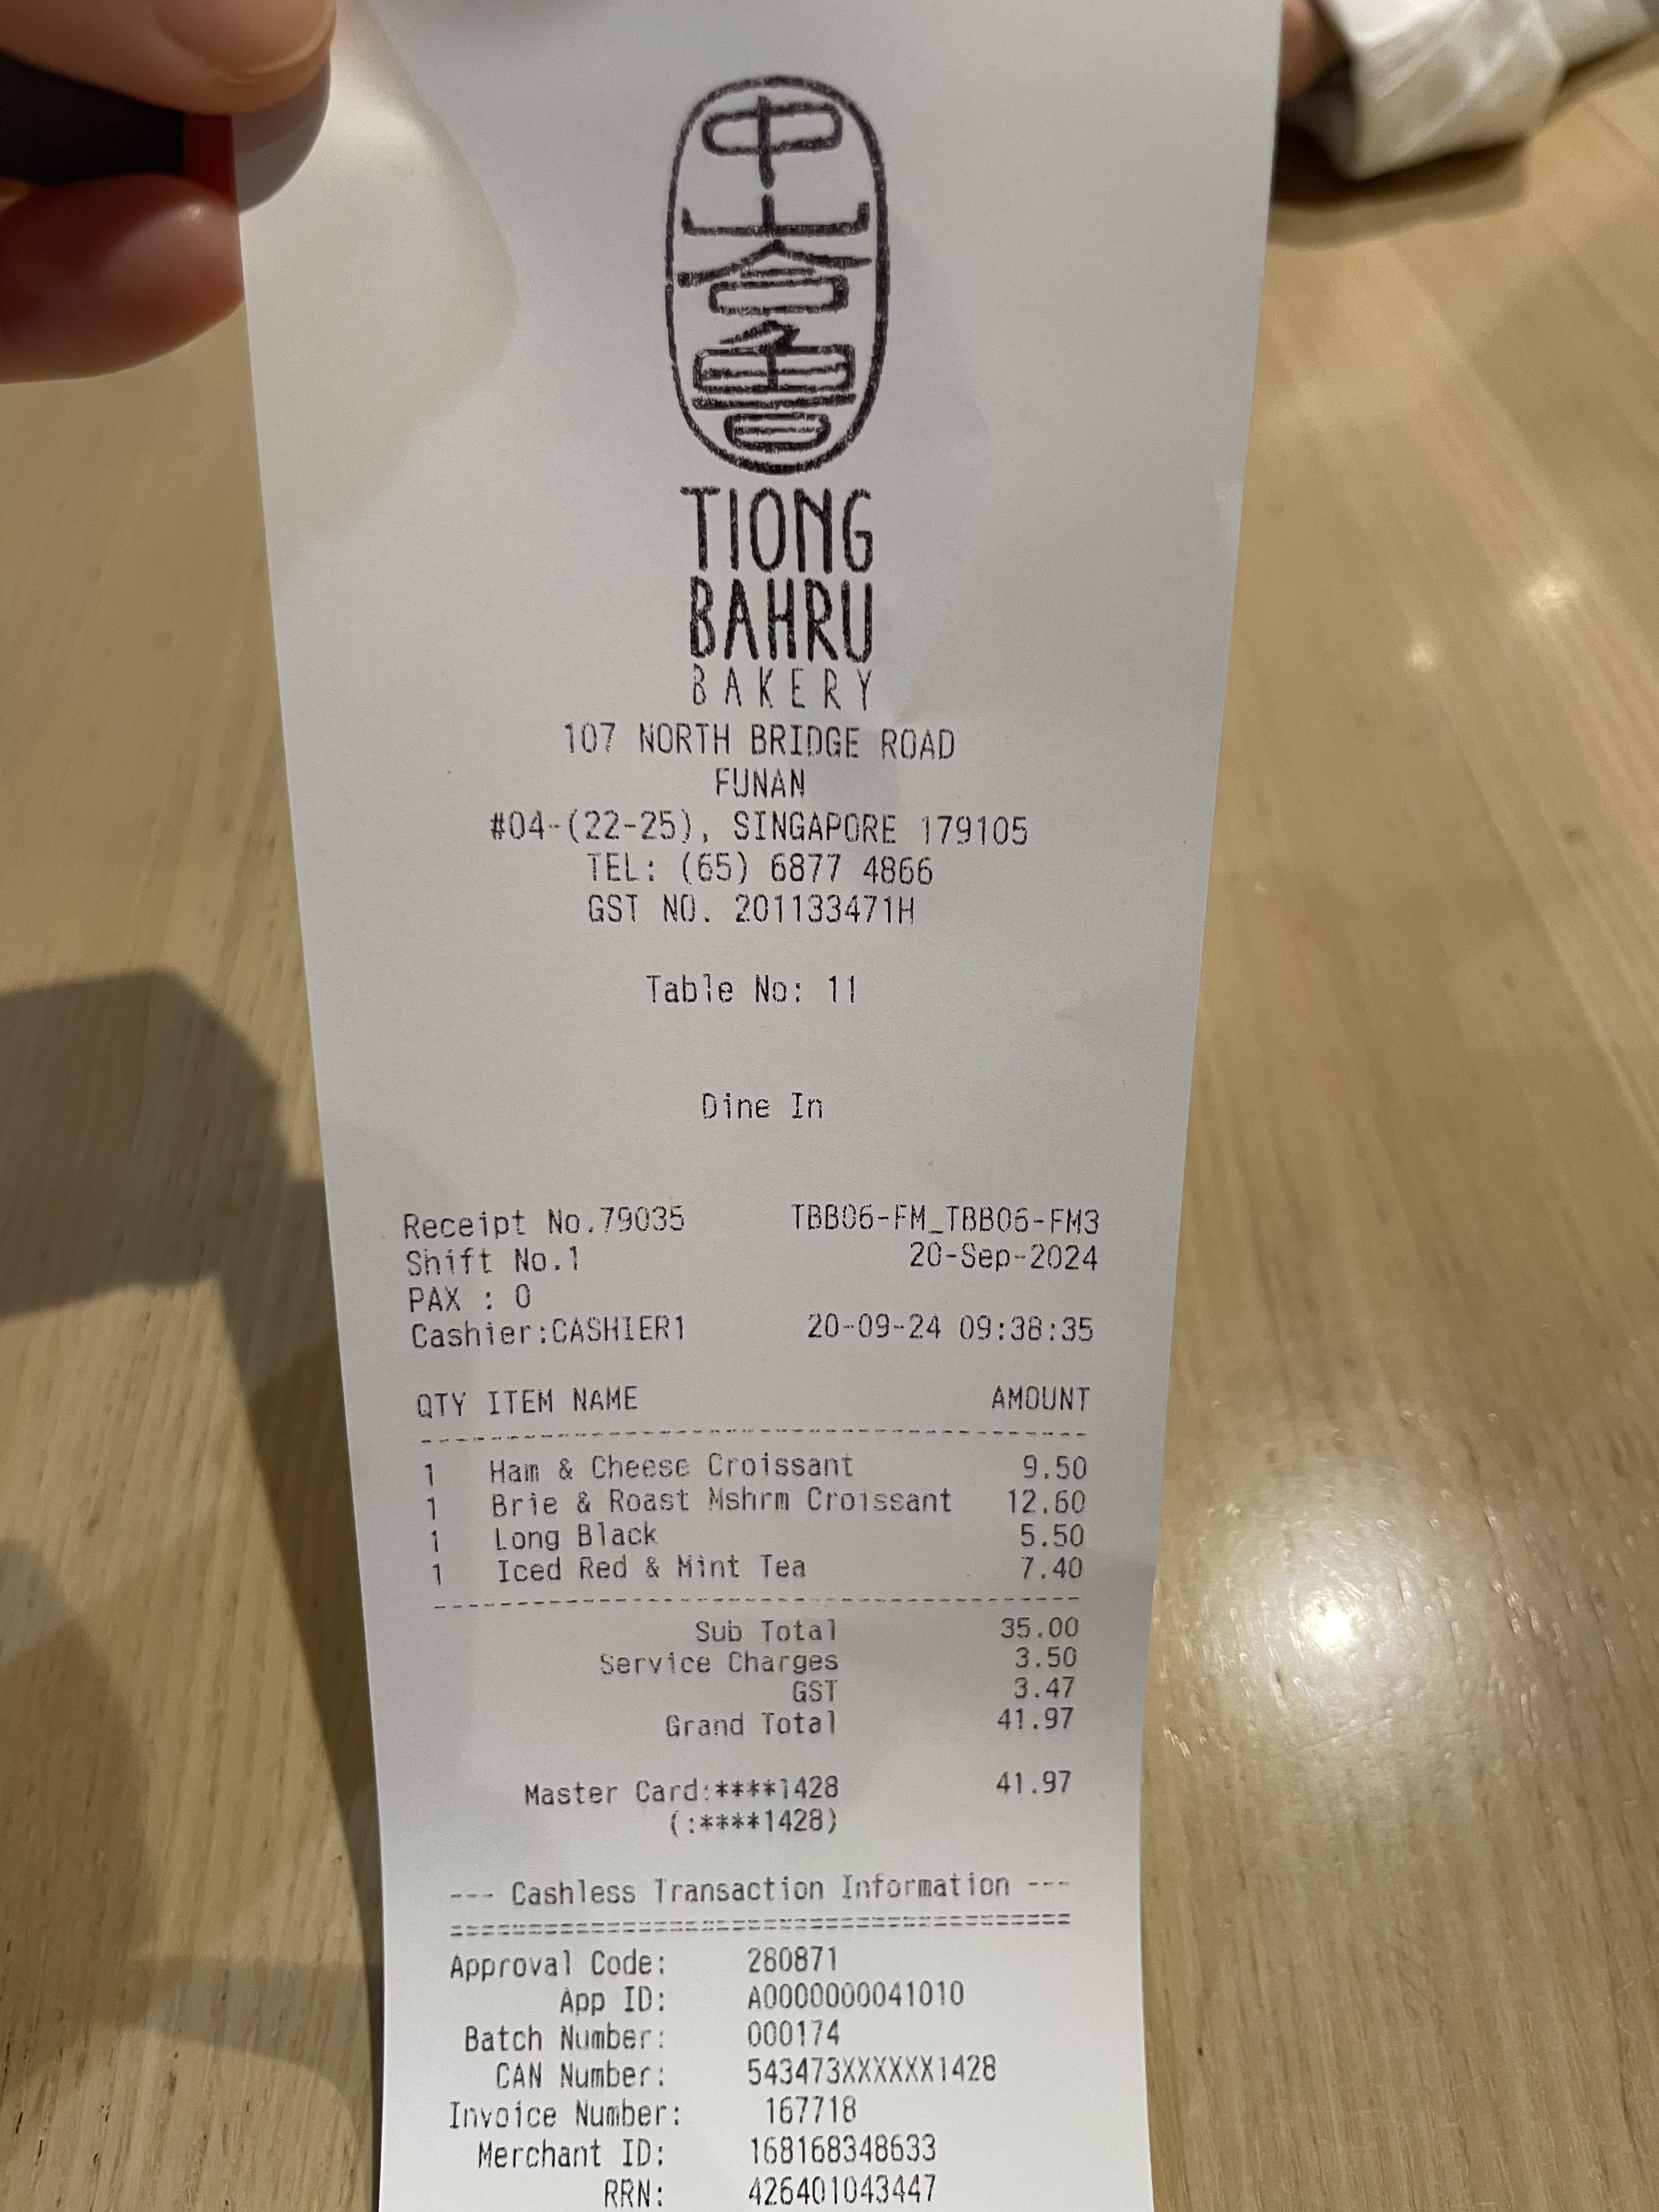 中
山
峇
魯
TIONG
BAHRU
BAKERY
107 NORTH BRIDGE ROAD
FUNAN
#04-(22-25), SINGAPORE 179105
TEL: (65) 6877 4866
GST NO. 201133471H
Table No: 11
Dine In
Receipt No.79035 TBB06-FM_TBB06-FM3
Shift No.1 20-Sep-2024
PAX : 0
Cashier:CASHIER1 20-09-24 09:38:35
QTY ITEM NAME AMOUNT
1 Ham & Cheese Croissant 9.50
1 Brie & Roast Mshrm Croissant 12.60
1 Long Black 5.50
1 Iced Red & Mint Tea 7.40
Sub Total 35.00
Service Charges 3.50
GST 3.47
Grand Total 41.97
Master Card:****1428 41.97
(:****1428)
--- Cashless Transaction Information ---
Approval Code: 280871
App ID: A0000000041010
Batch Number: 000174
CAN Number: 543473XXXXXX1428
Invoice Number: 167718
Merchant ID: 168168348633
RRN: 426401043447